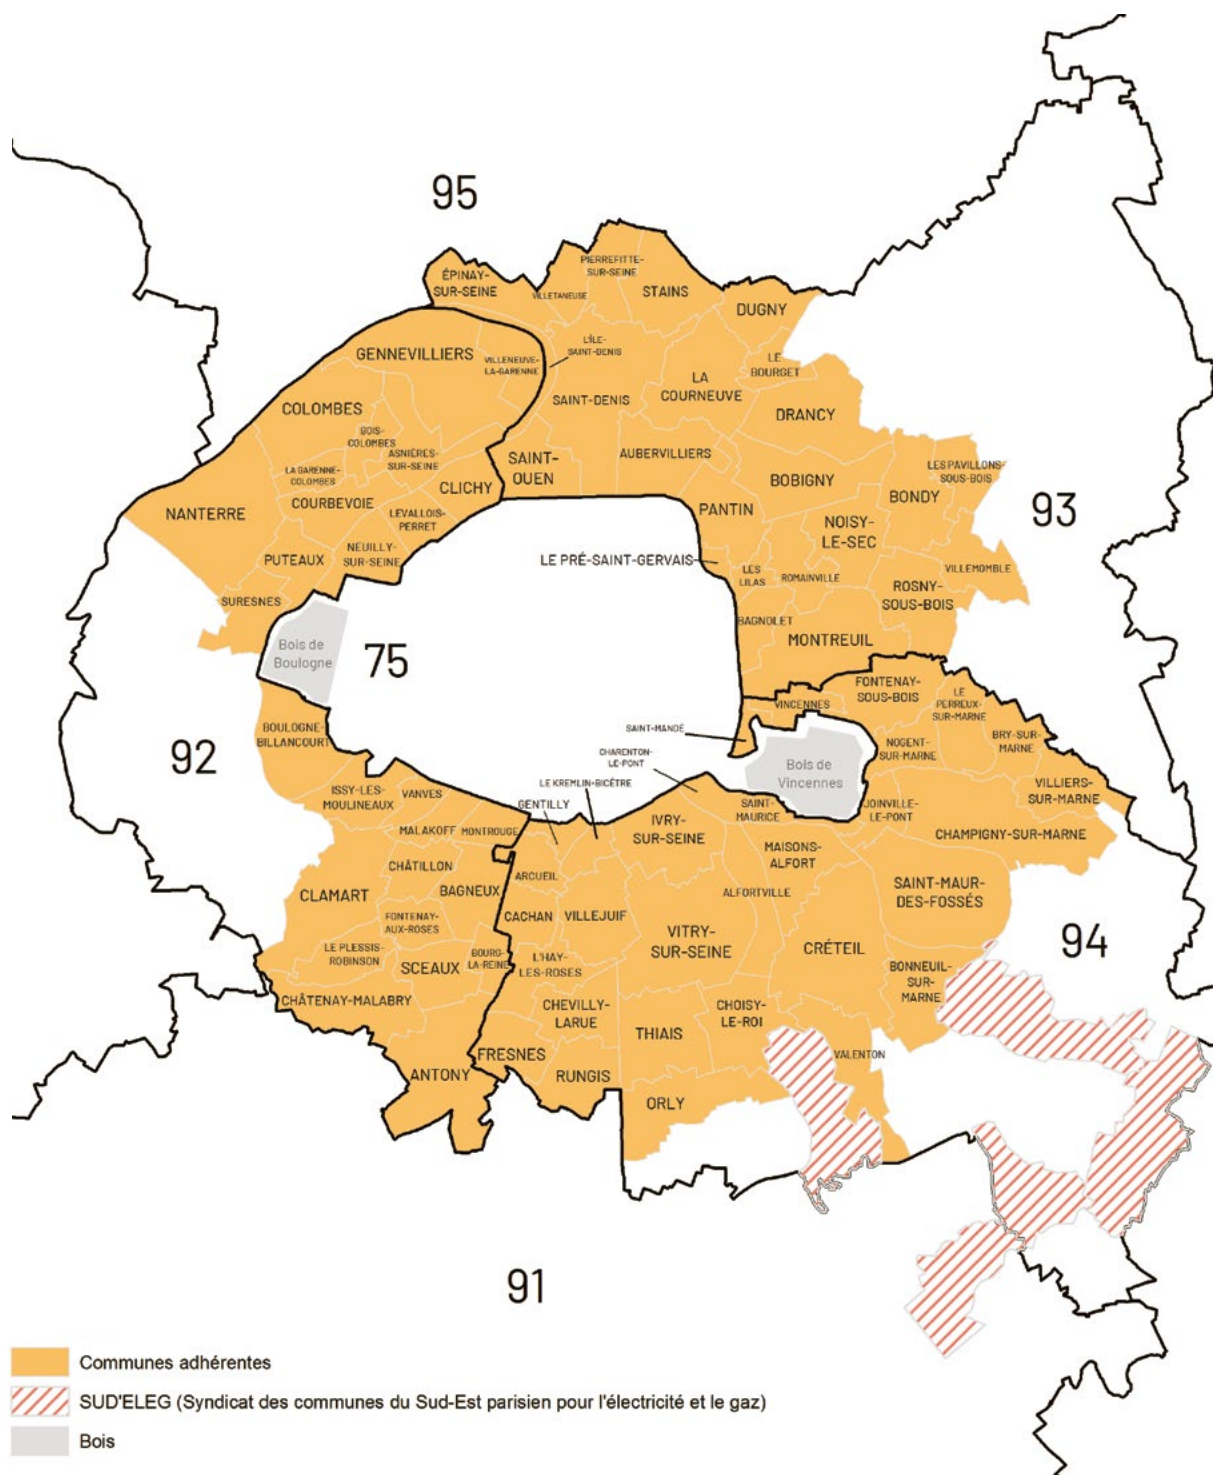 95
ÉPINAY-
SUR-SEINE
VILLETANEUSE
PIERREFITTE-
SUR-SEINE
STAINS
DUGNY
GENNEVILLIERS
VILLENEUVE-
LA-GARENNE
L'ÎLE-
SAINT-DENIS
LE
BOURGET
LA
COURNEUVE
COLOMBES
SAINT-DENIS
DRANCY
BOIS-
COLOMBES
ASNIÈRES-
SUR-SEINE
LA GARENNE-
COLOMBES
CLICHY
SAINT-
OUEN
AUBERVILLIERS
BOBIGNY
LES PAVILLONS-
SOUS-BOIS
BONDY
NANTERRE
COURBEVOIE
LEVALLOIS-
PERRET
PANTIN
NOISY-
LE-SEC
93
PUTEAUX
NEUILLY-
SUR-SEINE
LE PRÉ-SAINT-GERVAIS
LES
LILAS
ROMAINVILLE
VILLEMOMBLE
ROSNY-
SOUS-BOIS
SURESNES
BAGNOLET
MONTREUIL
Bois de
Boulogne
75
FONTENAY-
SOUS-BOIS
LE
PERREUX-
SUR-MARNE
VINCENNES
SAINT-MANDÉ
BOULOGNE-
BILLANCOURT
92
CHARENTON-
LE-PONT
Bois de
Vincennes
NOGENT-
SUR-MARNE
BRY-SUR-
MARNE
VILLIERS-
SUR-MARNE
ISSY-LES-
MOULINEAUX
VANVES
LE KREMLIN-BICÊTRE
GENTILLY
SAINT-
MAURICE
JOINVILLE-
LE-PONT
MALAKOFF
MONTROUGE
IVRY-
SUR-SEINE
CHAMPIGNY-SUR-MARNE
MAISONS-
ALFORT
CHÂTILLON
ARCUEIL
CLAMART
BAGNEUX
ALFORTVILLE
SAINT-MAUR-
DES-FOSSÉS
FONTENAY-
AUX-ROSES
CACHAN
VILLEJUIF
VITRY-
SUR-SEINE
CRÉTEIL
94
LE PLESSIS-
ROBINSON
SCEAUX
BOURG-
LA-REINE
L'HAY-
LES-ROSES
BONNEUIL-
SUR-
MARNE
CHÂTENAY-MALABRY
CHEVILLY-
LARUE
THIAIS
CHOISY-
LE-ROI
VALENTON
ANTONY
FRESNES
RUNGIS
ORLY
91
Communes adhérentes
SUD'ELEG (Syndicat des communes du Sud-Est parisien pour l'électricité et le gaz)
Bois